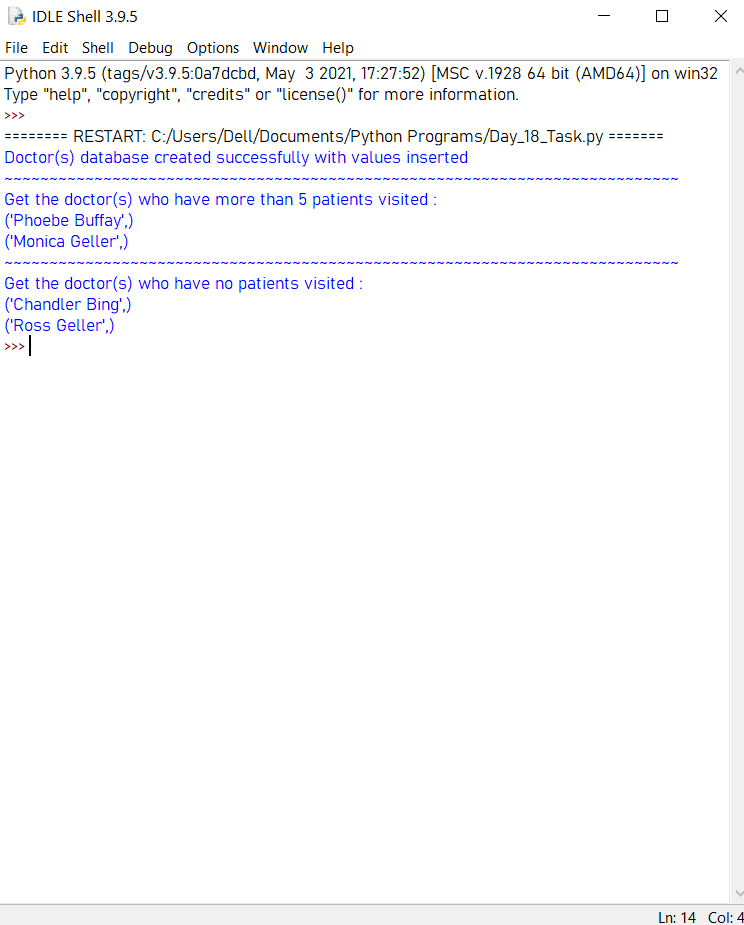 IDLE Shell 3.9.5
File Edit Shell Debug Options Window Help
Python 3.9.5 (tags/v3.9.5:0a7dcbd, May  3 2021, 17:27:52) [MSC v.1928 64 bit (AMD64)] on win32
Type "help", "copyright", "credits" or "license()" for more information.
>>>
======== RESTART: C:/Users/Dell/Documents/Python Programs/Day_18_Task.py =======
Doctor(s) database created successfully with values inserted
~~~~~~~~~~~~~~~~~~~~~~~~~~~~~~~~~~~~~~~~~~~~~~~~~~~~~~~~~~~~~~~~~~~~~~~~~~~
Get the doctor(s) who have more than 5 patients visited :
('Phoebe Buffay',)
('Monica Geller',)
~~~~~~~~~~~~~~~~~~~~~~~~~~~~~~~~~~~~~~~~~~~~~~~~~~~~~~~~~~~~~~~~~~~~~~~~~~~
Get the doctor(s) who have no patients visited :
('Chandler Bing',)
('Ross Geller',)
>>>
Ln: 14 Col: 4